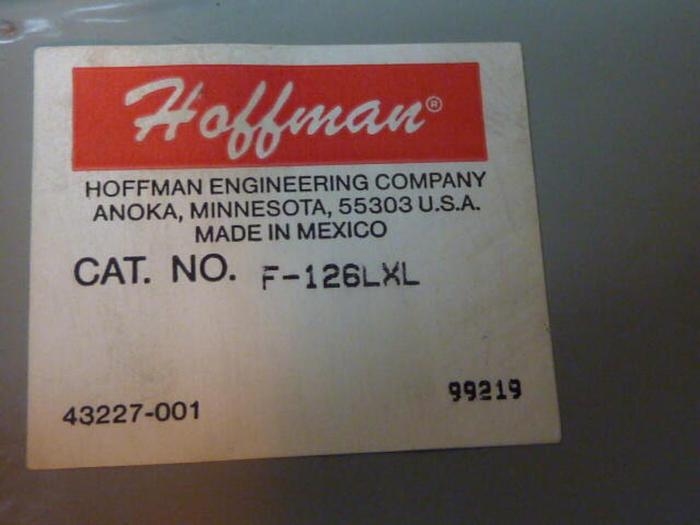 Hoffman®
HOFFMAN ENGINEERING COMPANY
ANOKA, MINNESOTA, 55303 U.S.A.
MADE IN MEXICO
CAT. NO. F-126LXL
43227-001 99219